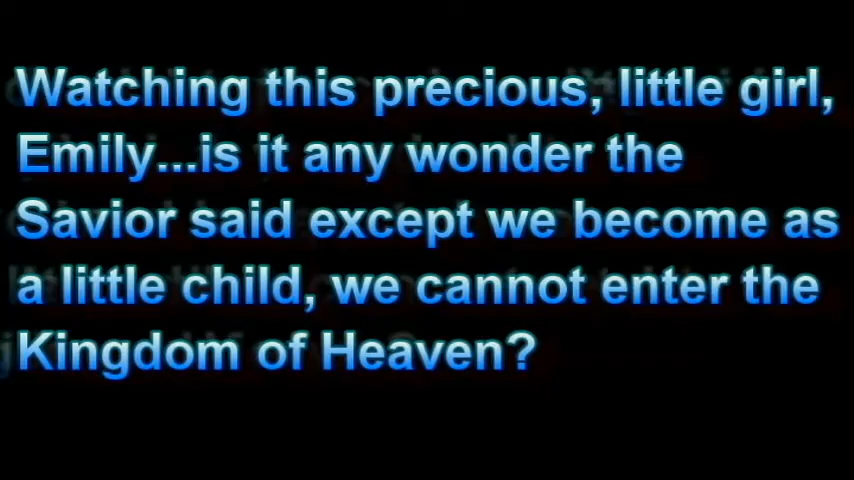 Watching this precious, little girl,
Emily...is it any wonder the
Savior said except we become as
a little child, we cannot enter the
Kingdom of Heaven?